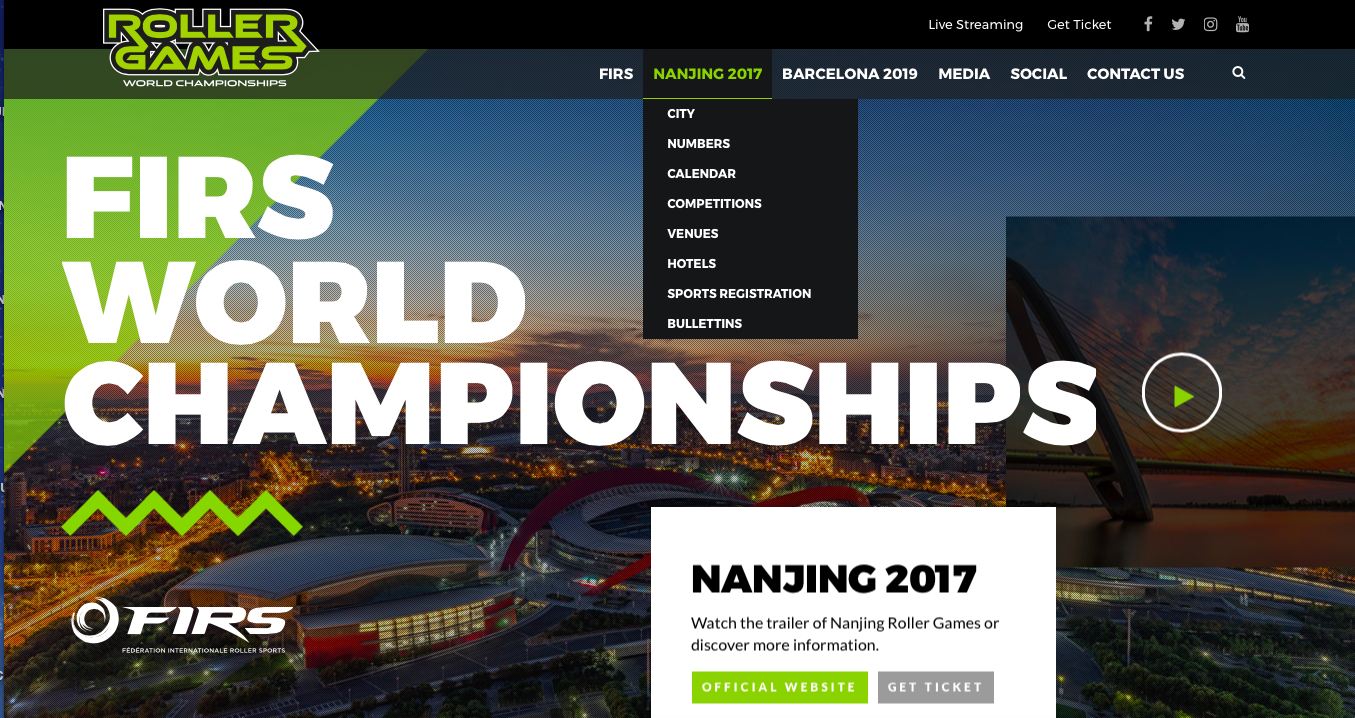 ROLLER
GAMES
WORLD CHAMPIONSHIPS
Live Streaming Get Ticket
You
Tube
FIRS NANJING 2017 BARCELONA 2019 MEDIA SOCIAL CONTACT US
CITY
NUMBERS
CALENDAR
COMPETITIONS
VENUES
HOTELS
SPORTS REGISTRATION
BULLETTINS
FIRS
WORLD
CHAMPIONSHIPS
FIRS
FÉDÉRATION INTERNATIONALE ROLLER SPORTS
NANJING 2017
Watch the trailer of Nanjing Roller Games or
discover more information.
OFFICIAL WEBSITE GET TICKET